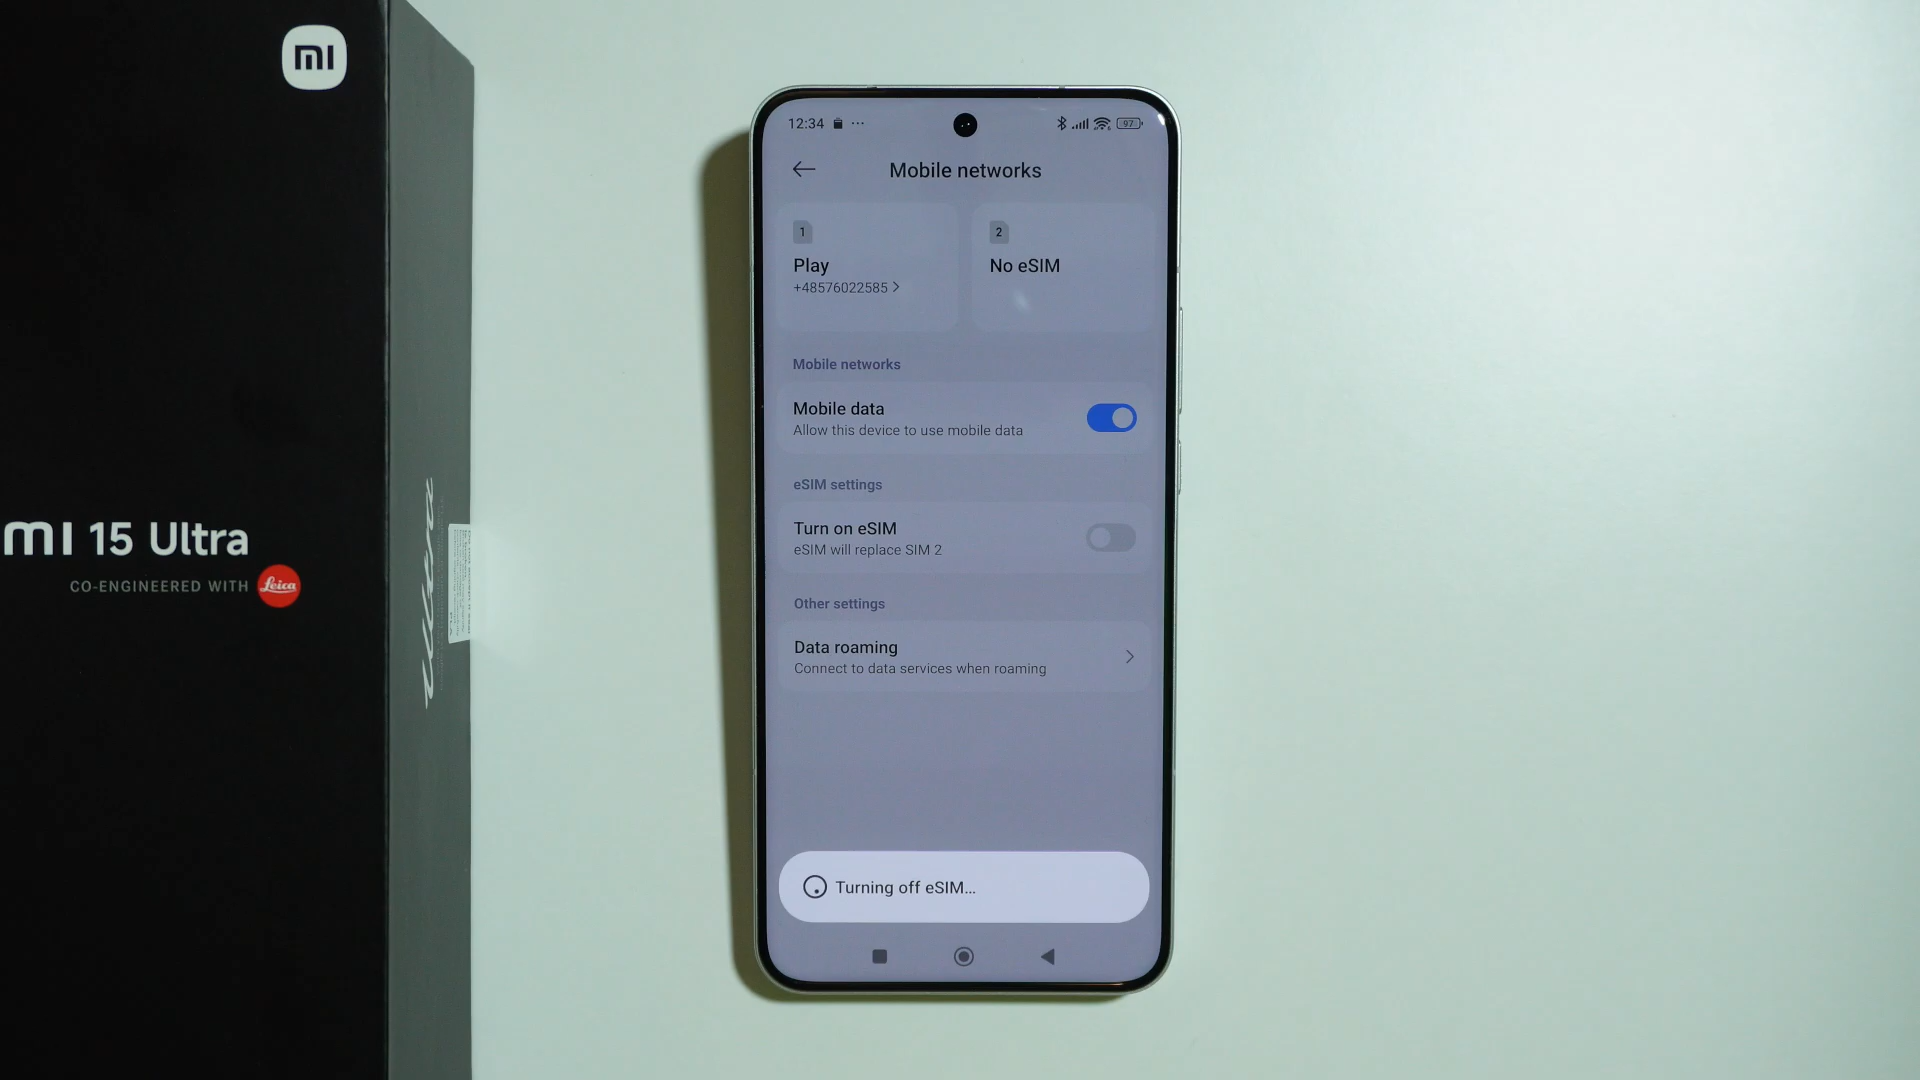 mi
mi 15 Ultra
CO-ENGINEERED WITH Leica
Ultra
12:34 ...
97
Mobile networks
1
Play
+48576022585 >
2
No eSIM
Mobile networks
Mobile data
Allow this device to use mobile data
eSIM settings
Turn on eSIM
eSIM will replace SIM 2
Other settings
Data roaming
Connect to data services when roaming
Turning off eSIM...